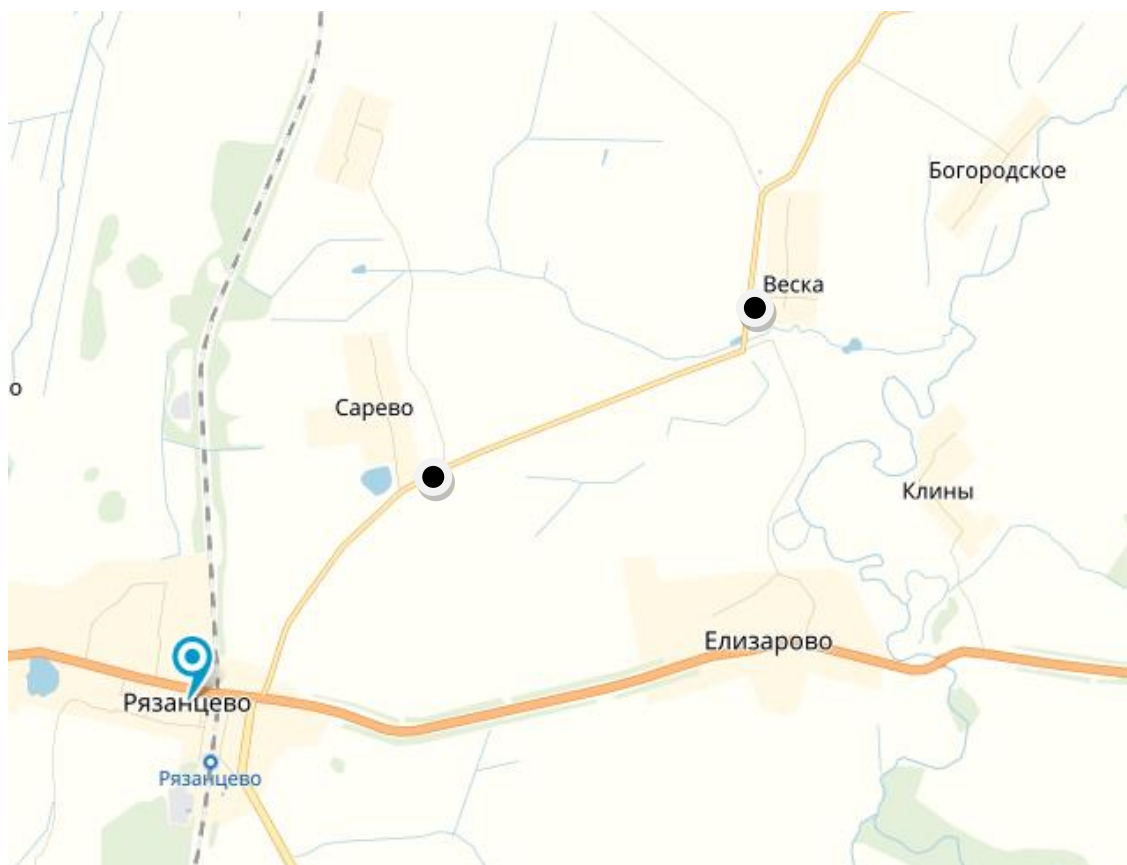 Богородское
Веска
о
Сарево
Клины
Елизарово
Рязанцево
Рязанцево